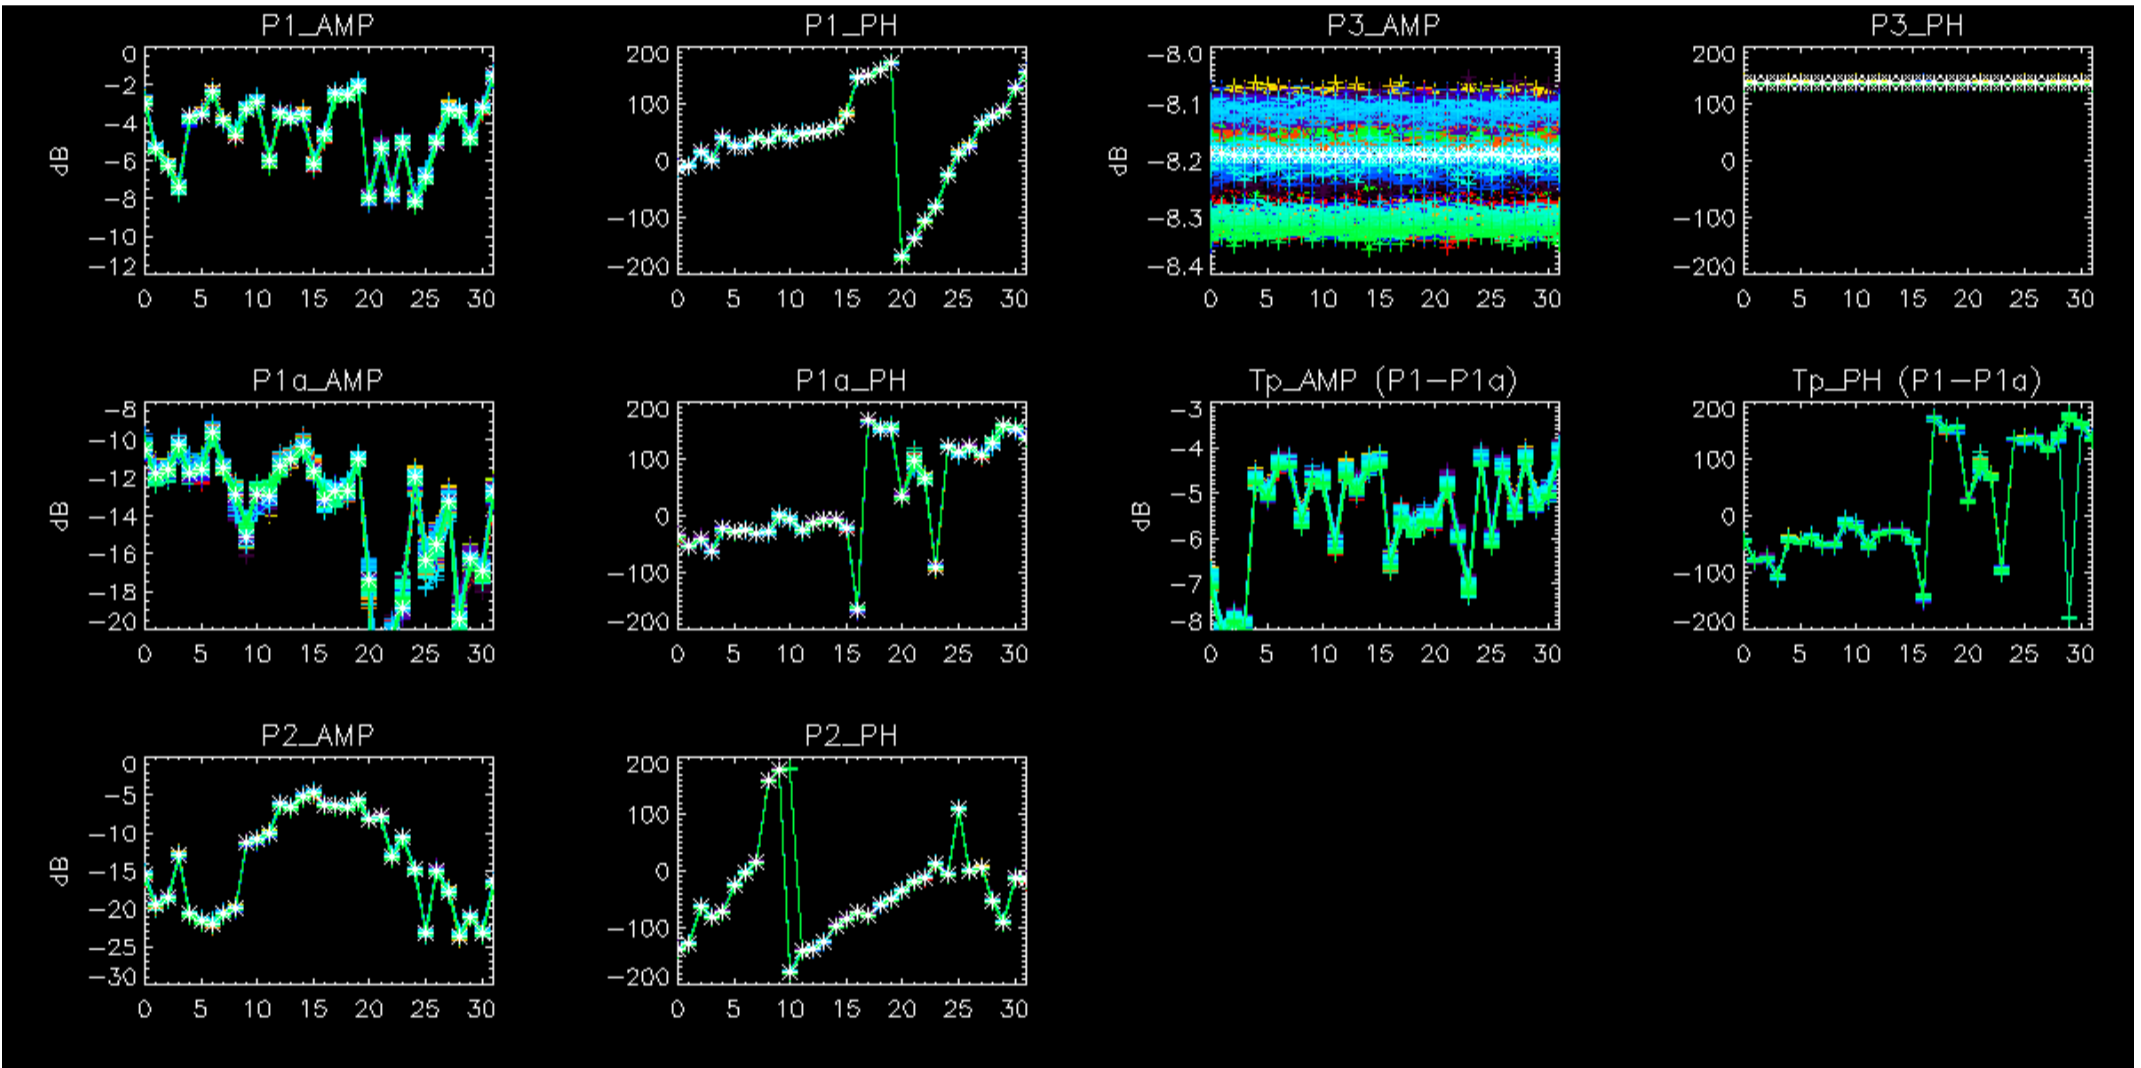 P1_AMP
P1_PH
P3_AMP
P3_PH
0
-2
-4
-6
-8
-10
-12
dB
0 5 10 15 20 25 30
200
100
0
-100
-200
0 5 10 15 20 25 30
-8.0
-8.1
-8.2
-8.3
-8.4
dB
0 5 10 15 20 25 30
200
100
0
-100
-200
0 5 10 15 20 25 30
P1a_AMP
P1a_PH
Tp_AMP (P1-P1a)
Tp_PH (P1-P1a)
-8
-10
-12
-14
-16
-18
-20
dB
0 5 10 15 20 25 30
200
100
0
-100
-200
0 5 10 15 20 25 30
-3
-4
-5
-6
-7
-8
dB
0 5 10 15 20 25 30
200
100
0
-100
-200
0 5 10 15 20 25 30
P2_AMP
P2_PH
0
-5
-10
-15
-20
-25
-30
dB
0 5 10 15 20 25 30
200
100
0
-100
-200
0 5 10 15 20 25 30